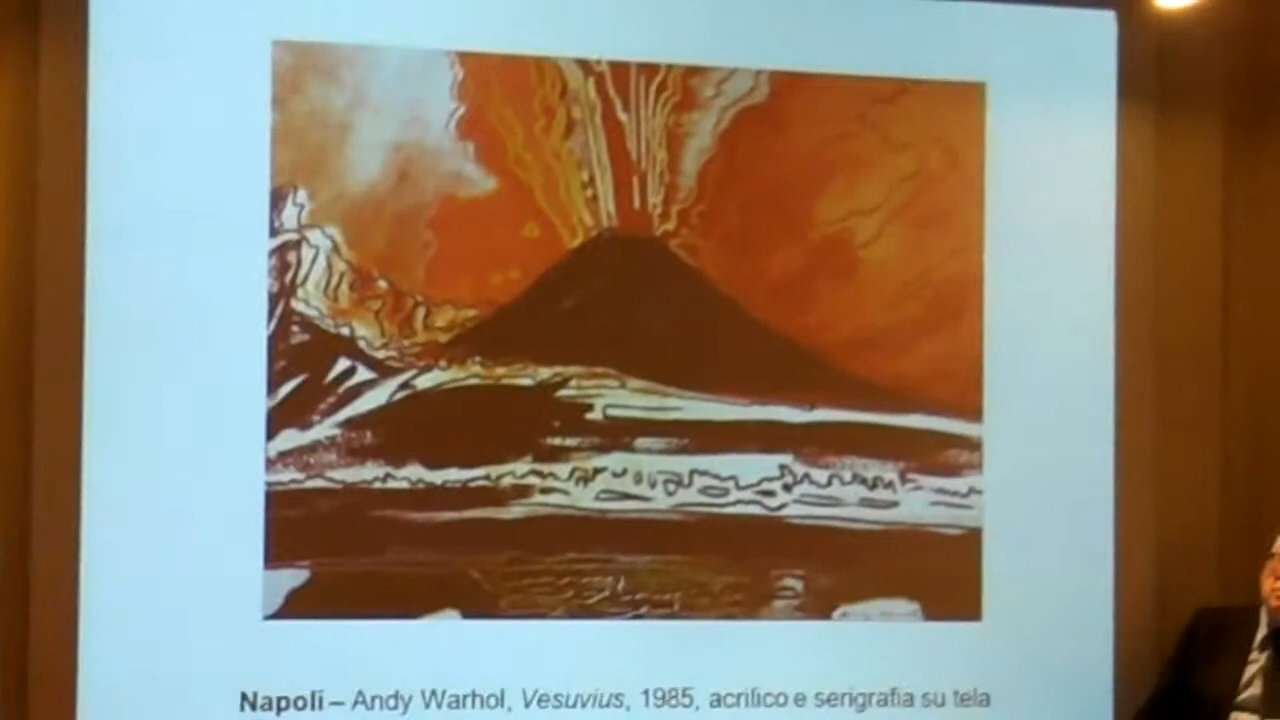 Napoli – Andy Warhol, Vesuvius, 1985, acrilico e serigrafia su tela